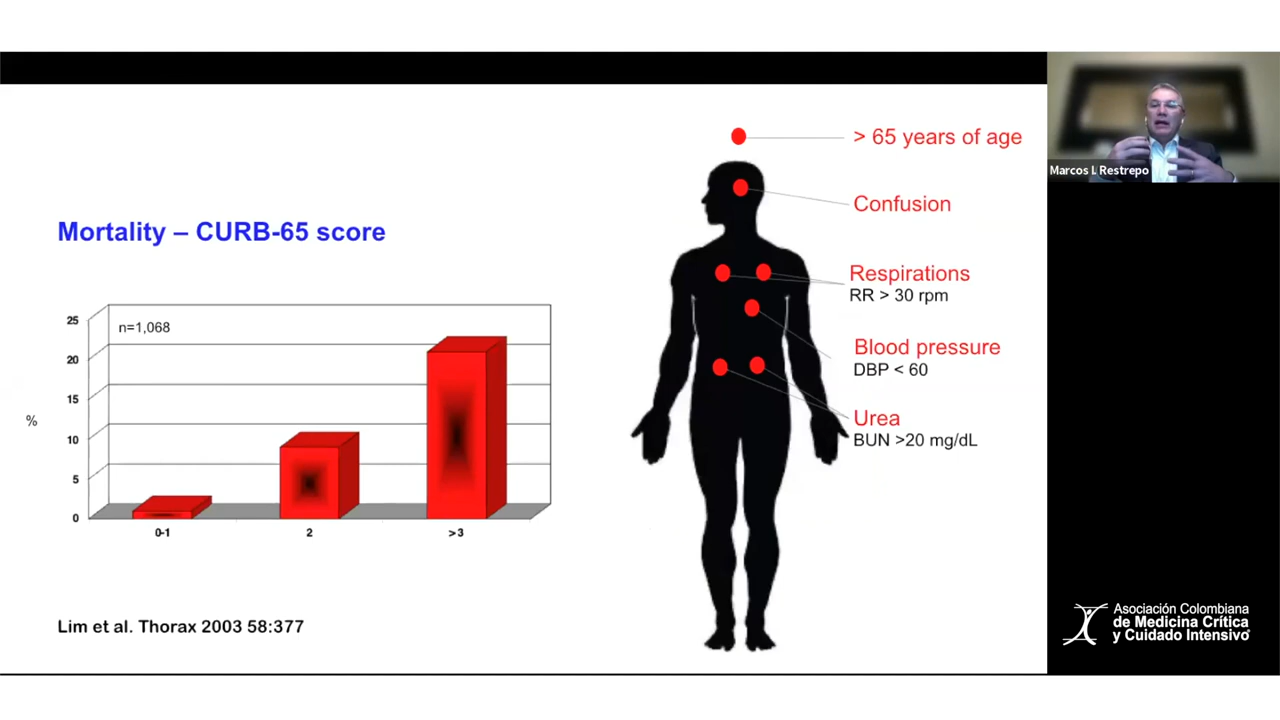 Mortality – CURB-65 score
n=1,068
25
20
15
10
5
0
%
0-1
2
>3
Lim et al. Thorax 2003 58:377
> 65 years of age
Confusion
Respirations
RR > 30 rpm
Blood pressure
DBP < 60
Urea
BUN >20 mg/dL
Marcos I. Restrepo
Asociación Colombiana
de Medicina Crítica
y Cuidado Intensivo